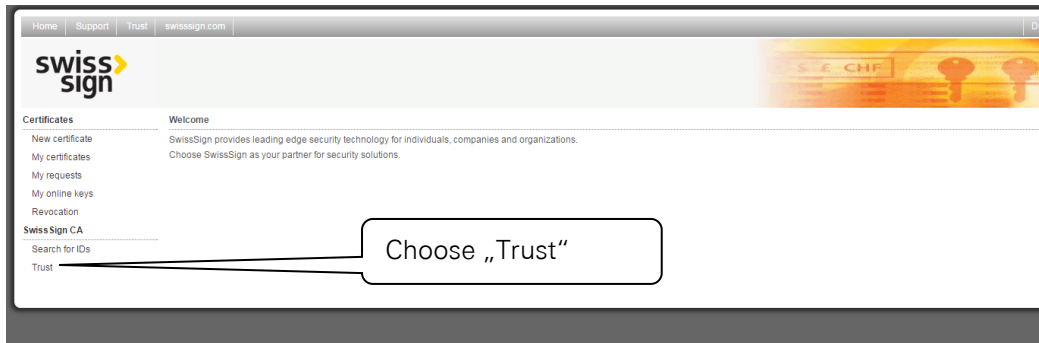 Home Support Trust swisssign.com D
swiss>
sign
S £ CHF
Certificates
New certificate
My certificates
My requests
My online keys
Revocation
SwissSign CA
Search for IDs
Trust
Welcome
SwissSign provides leading edge security technology for individuals, companies and organizations.
Choose SwissSign as your partner for security solutions.
Choose „Trust“